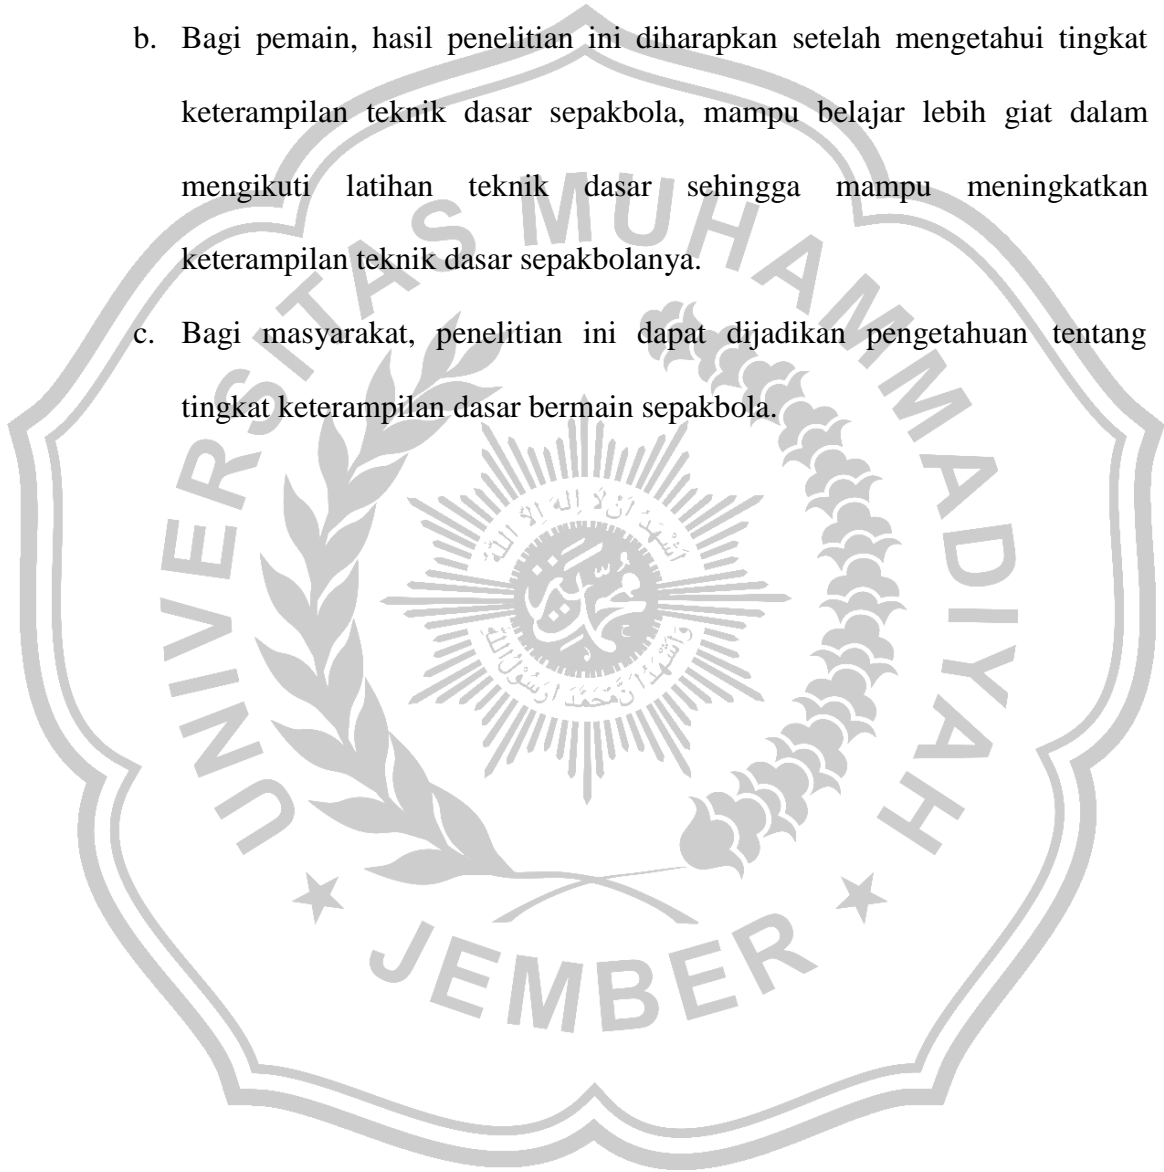 b. Bagi pemain, hasil penelitian ini diharapkan setelah mengetahui tingkat
keterampilan teknik dasar sepakbola, mampu belajar lebih giat dalam
mengikuti latihan teknik dasar sehingga mampu meningkatkan
keterampilan teknik dasar sepakbolanya.
c. Bagi masyarakat, penelitian ini dapat dijadikan pengetahuan tentang
tingkat keterampilan dasar bermain sepakbola.
UNIVERSITAS MUHAMMADIYAH
JEMBER